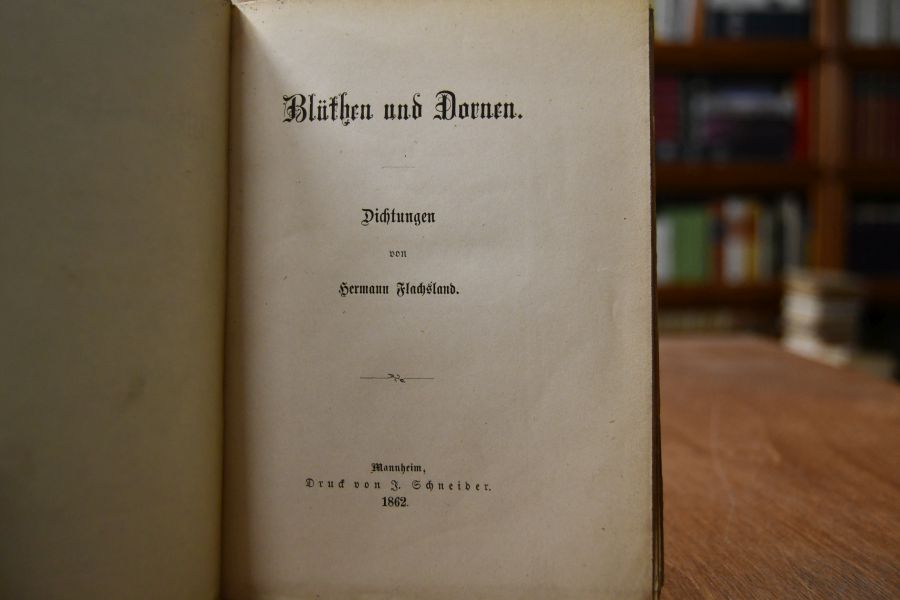 Blüthen und Dornen.
Dichtungen
von
Hermann Flachsland.
Mannheim,
Druck von J. Schneider.
1862.